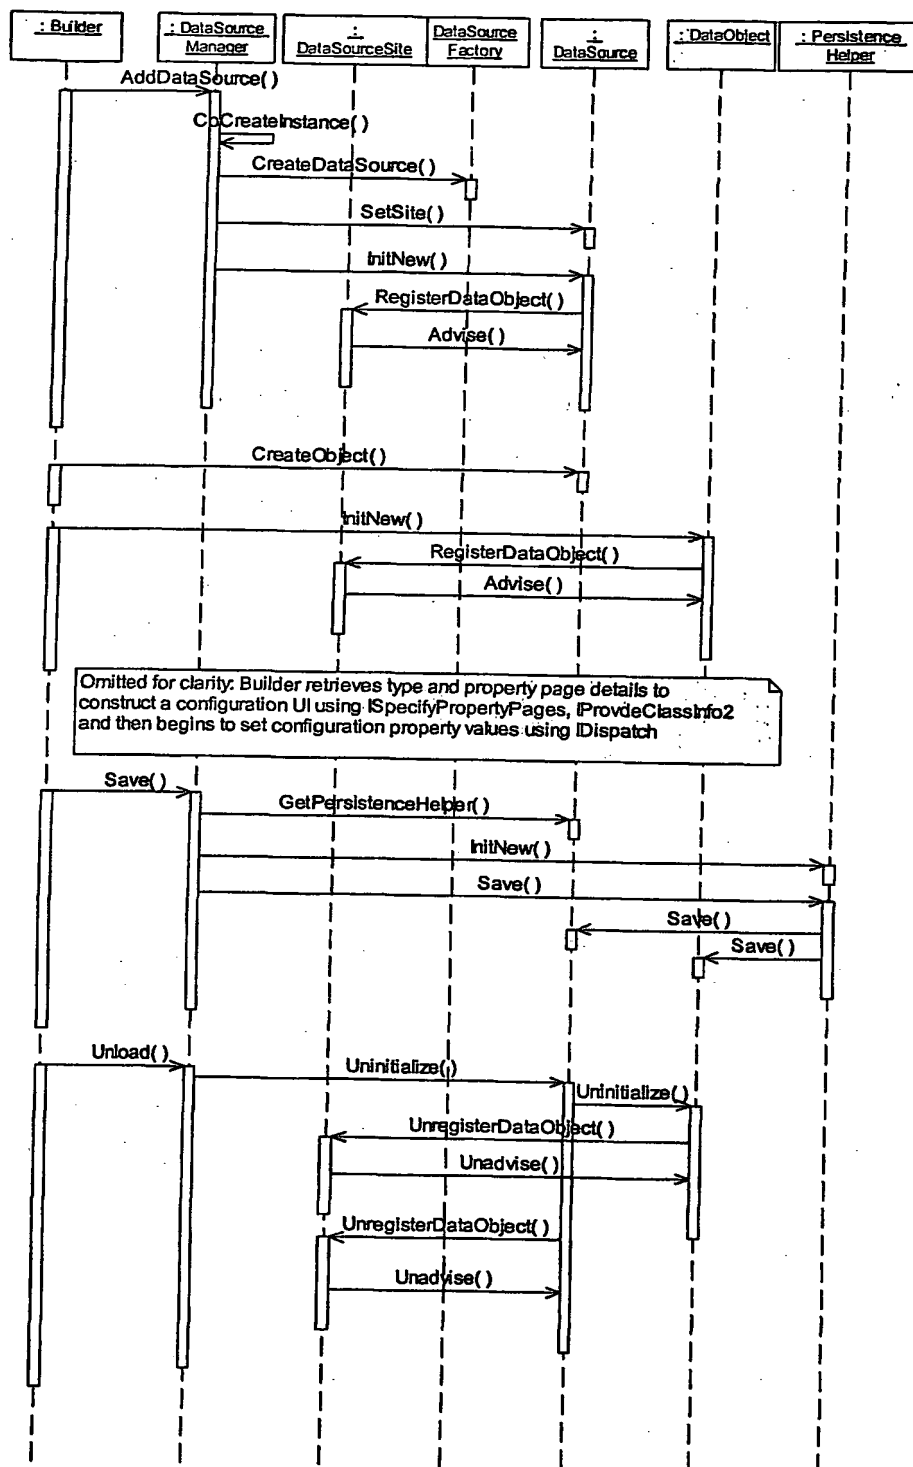 : Builder
: DataSource
Manager
:
DataSourceSite
DataSource
Factory
:
DataSource
: DataObject
: Persistence
Helper
AddDataSource( )
CoCreateInstance( )
CreateDataSource( )
SetSite( )
InitNew( )
RegisterDataObject( )
Advise( )
CreateObject( )
InitNew( )
RegisterDataObject( )
Advise( )
Omitted for clarity: Builder retrieves type and property page details to
construct a configuration UI using ISpecifyPropertyPages, IProvdeClassInfo2
and then begins to set configuration property values using IDispatch
Save( )
GetPersistenceHelper( )
InitNew( )
Save( )
Save( )
Save( )
Unload( )
Uninitialize( )
Uninitialize( )
UnregisterDataObject( )
Unadvise( )
UnregisterDataObject( )
Unadvise( )